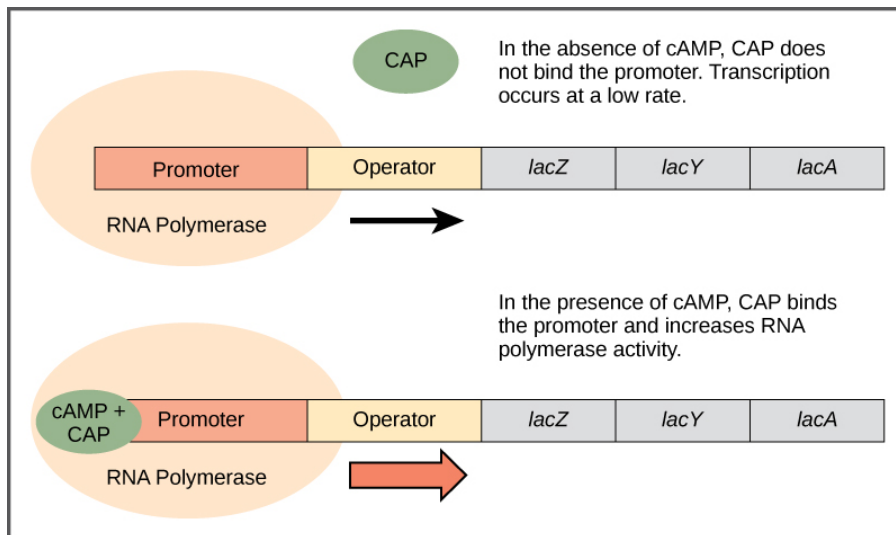 CAP
In the absence of cAMP, CAP does
not bind the promoter. Transcription
occurs at a low rate.
Promoter Operator lacZ lacY lacA
RNA Polymerase
In the presence of cAMP, CAP binds
the promoter and increases RNA
polymerase activity.
cAMP +
CAP
Promoter Operator lacZ lacY lacA
RNA Polymerase